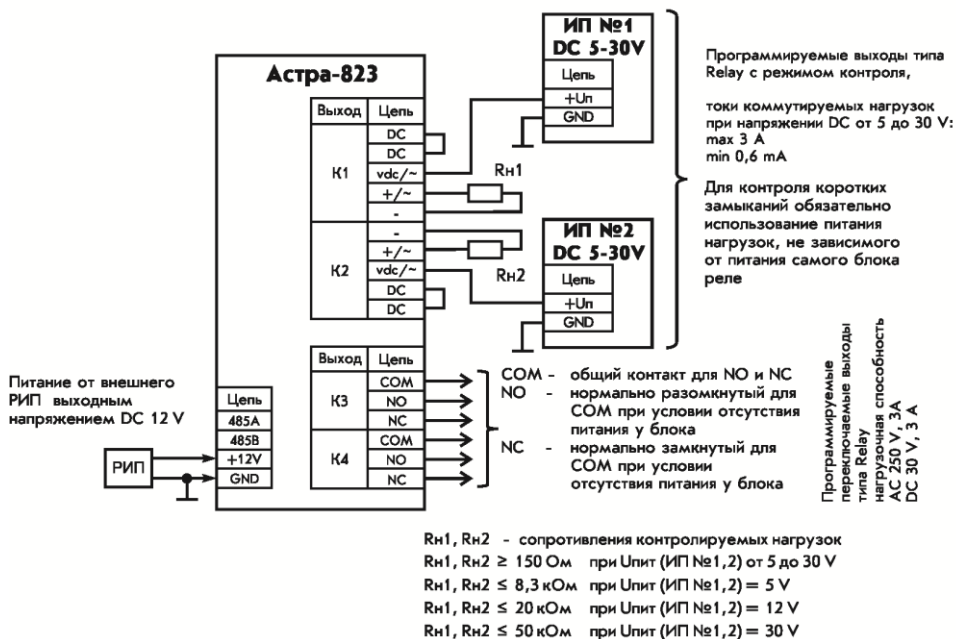 Астра-823
Выход Цепь
К1
DC
DC
vdc/~
+/~
-
К2
-
+/~
vdc/~
DC
DC
Rн1
Rн2
ИП №1
DC 5-30V
Цепь
+Uп
GND
ИП №2
DC 5-30V
Цепь
+Uп
GND
Программируемые выходы типа
Relay с режимом контроля,
токи коммутируемых нагрузок
при напряжении DC от 5 до 30 V:
max 3 А
min 0,6 mA
Для контроля коротких
замыканий обязательно
использование питания
нагрузок, не зависимого
от питания самого блока
реле
Выход Цепь
К3
COM
NO
NC
К4
COM
NO
NC
Питание от внешнего
РИП выходным
напряжением DC 12 V
РИП
Цепь
485A
485B
+12V
GND
COM - общий контакт для NO и NC
NO - нормально разомкнутый для
COM при условии отсутствия
питания у блока
NC - нормально замкнутый для
COM при условии
отсутствия питания у блока
Программируемые
переключаемые выходы
типа Relay
нагрузочная способность
AC 250 V, 3А
DC 30 V, 3 А
Rн1, Rн2 - сопротивления контролируемых нагрузок
Rн1, Rн2 ≥ 150 Ом при Uпит (ИП №1,2) от 5 до 30 V
Rн1, Rн2 ≤ 8,3 кОм при Uпит (ИП №1,2) = 5 V
Rн1, Rн2 ≤ 20 кОм при Uпит (ИП №1,2) = 12 V
Rн1, Rн2 ≤ 50 кОм при Uпит (ИП №1,2) = 30 V